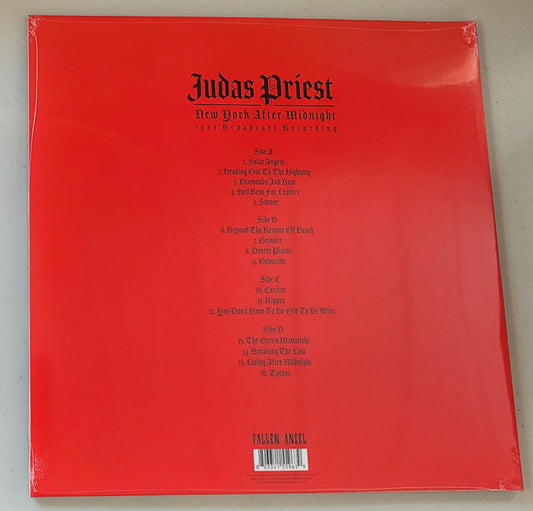 Judas Priest
New York After Midnight
1981 Broadcast Recording
Side A
1. Solar Angels
2. Heading Out To The Highway
3. Diamonds And Rust
4. Hell Bent For Leather
5. Sinner
Side B
6. Beyond The Realms Of Death
7. Grinder
8. Desert Plains
9. Genocide
Side C
10. Exciter
11. Ripper
12. You Don't Have To Be Old To Be Wise
Side D
13. The Green Manalishi
14. Breaking The Law
15. Living After Midnight
16. Tyrant
FALLEN ANGEL